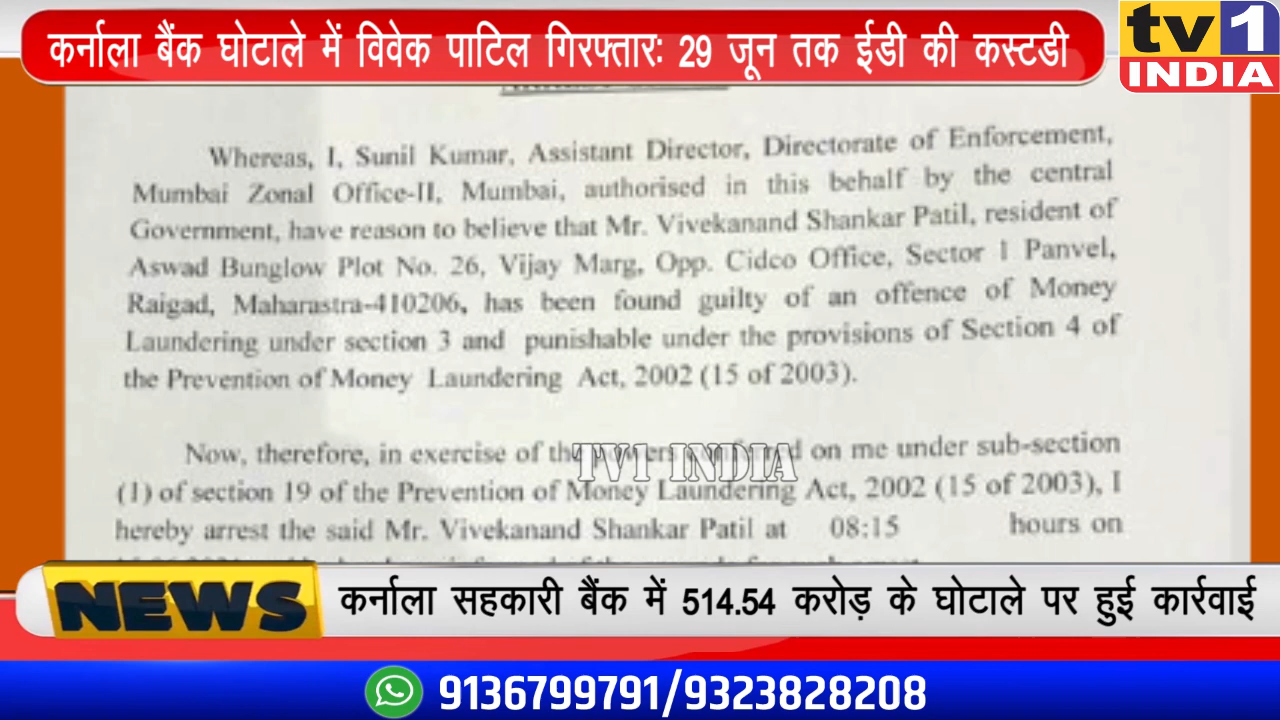 कर्नाला बैंक घोटाले में विवेक पाटिल गिरफ्तार: 29 जून तक ईडी की कस्टडी
tv1
INDIA
Whereas, I, Sunil Kumar, Assistant Director, Directorate of Enforcement,
Mumbai Zonal Office-II, Mumbai, authorised in this behalf by the central
Government, have reason to believe that Mr. Vivekanand Shankar Patil, resident of
Aswad Bunglow Plot No. 26, Vijay Marg, Opp. Cidco Office, Sector 1 Panvel,
Raigad, Maharastra-410206, has been found guilty of an offence of Money
Laundering under section 3 and punishable under the provisions of Section 4 of
the Prevention of Money Laundering Act, 2002 (15 of 2003).
Now, therefore, in exercise of the powers conferred on me under sub-section
TV1 INDIA
(1) of section 19 of the Prevention of Money Laundering Act, 2002 (15 of 2003), I
hereby arrest the said Mr. Vivekanand Shankar Patil at 08:15 hours on
NEWS
कर्नाला सहकारी बैंक में 514.54 करोड़ के घोटाले पर हुई कार्रवाई
9136799791/9323828208